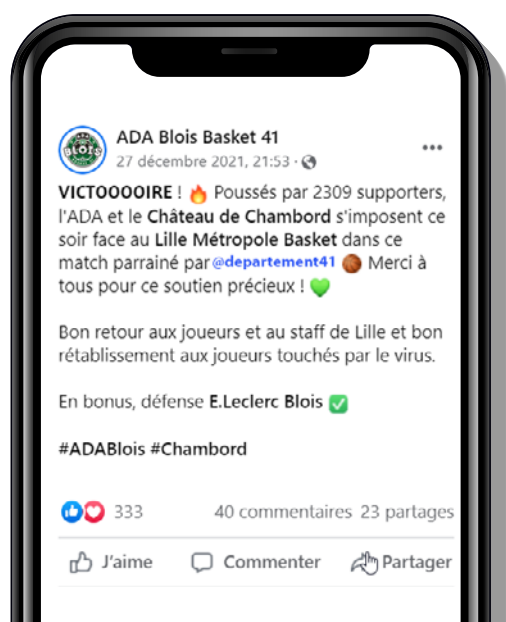 ADA Blois Basket 41
27 décembre 2021, 21:53 ·
BLOIS
VICTOOOOIRE ! 🔥 Poussés par 2309 supporters,
l'ADA et le Château de Chambord s'imposent ce
soir face au Lille Métropole Basket dans ce
match parrainé par @departement41 🏀 Merci à
tous pour ce soutien précieux ! 💚
Bon retour aux joueurs et au staff de Lille et bon
rétablissement aux joueurs touchés par le virus.
En bonus, défense E.Leclerc Blois ✅
#ADABlois #Chambord
333 40 commentaires 23 partages
J'aime Commenter Partager